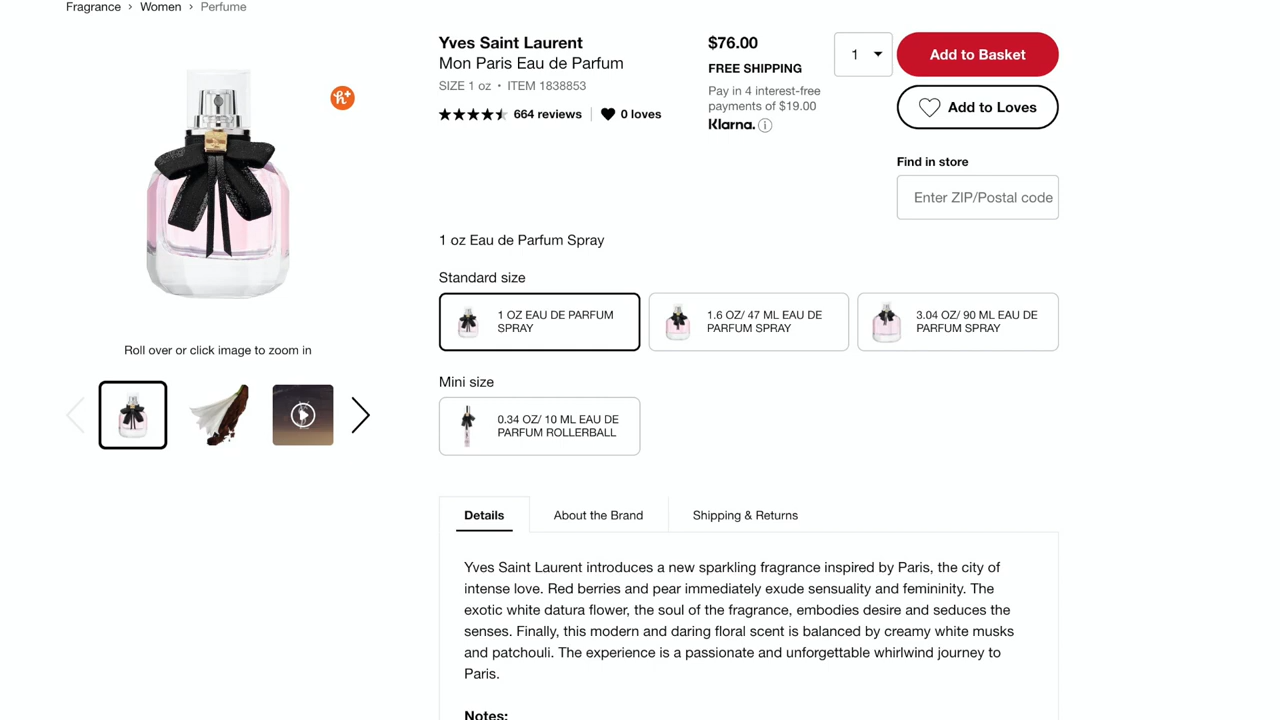 Fragrance › Women › Perfume
Yves Saint Laurent
Mon Paris Eau de Parfum
SIZE 1 oz • ITEM 1838853
664 reviews
0 loves
$76.00
FREE SHIPPING
Pay in 4 interest-free
payments of $19.00
Klarna.
1
Add to Basket
Add to Loves
Find in store
Enter ZIP/Postal code
h+
Roll over or click image to zoom in
1 oz Eau de Parfum Spray
Standard size
1 OZ EAU DE PARFUM
SPRAY
1.6 OZ/ 47 ML EAU DE
PARFUM SPRAY
3.04 OZ/ 90 ML EAU DE
PARFUM SPRAY
Mini size
0.34 OZ/ 10 ML EAU DE
PARFUM ROLLERBALL
Details
About the Brand
Shipping & Returns
Yves Saint Laurent introduces a new sparkling fragrance inspired by Paris, the city of
intense love. Red berries and pear immediately exude sensuality and femininity. The
exotic white datura flower, the soul of the fragrance, embodies desire and seduces the
senses. Finally, this modern and daring floral scent is balanced by creamy white musks
and patchouli. The experience is a passionate and unforgettable whirlwind journey to
Paris.
Notes: